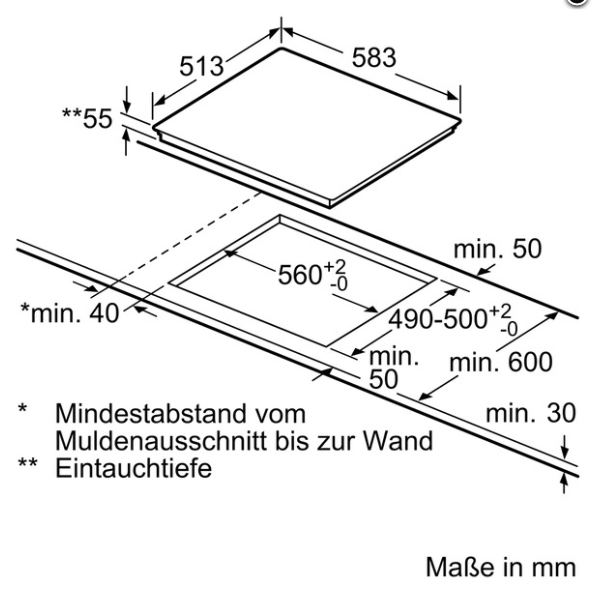 513
583
**55
min. 50
560+2-0
*min. 40
490-500+2-0
min.
50
min. 600
min. 30
* Mindestabstand vom
Muldenausschnitt bis zur Wand
** Eintauchtiefe
Maße in mm